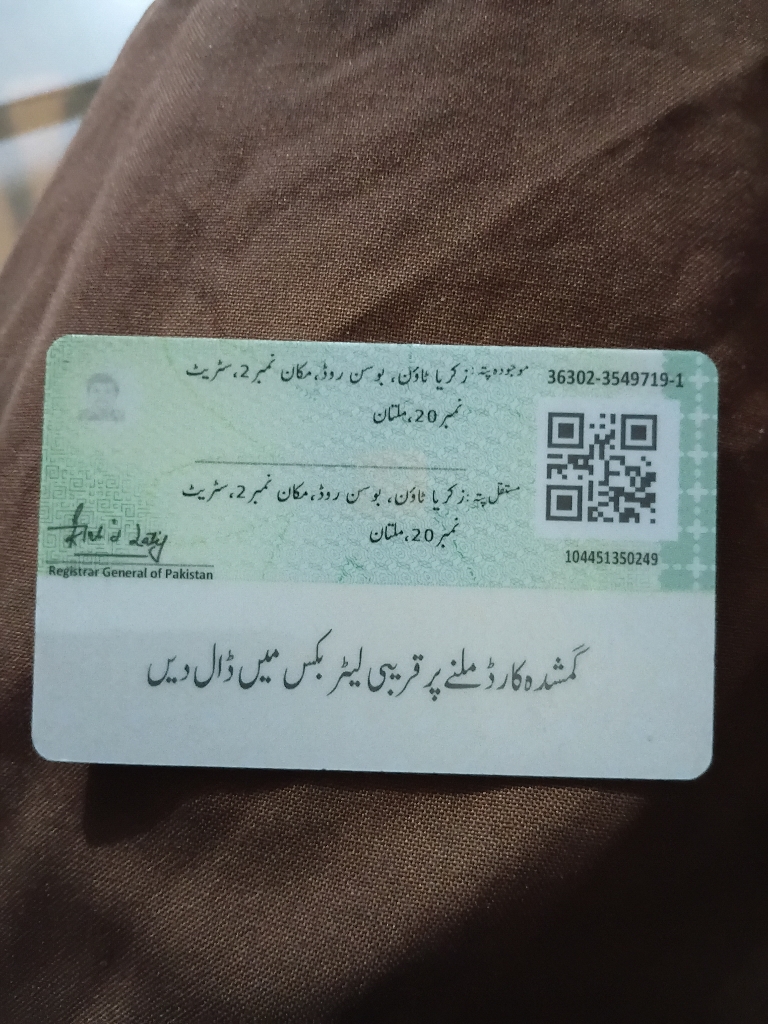 موجودہ پتہ: زکریا ٹاؤن، بوسن روڈ، مکان نمبر 2، سٹریٹ
نمبر 20، ملتان
36302-3549719-1
مستقل پتہ: زکریا ٹاؤن، بوسن روڈ، مکان نمبر 2، سٹریٹ
نمبر 20، ملتان
104451350249
Registrar General of Pakistan
گمشدہ کارڈ ملنے پر قریبی لیٹر بکس میں ڈال دیں